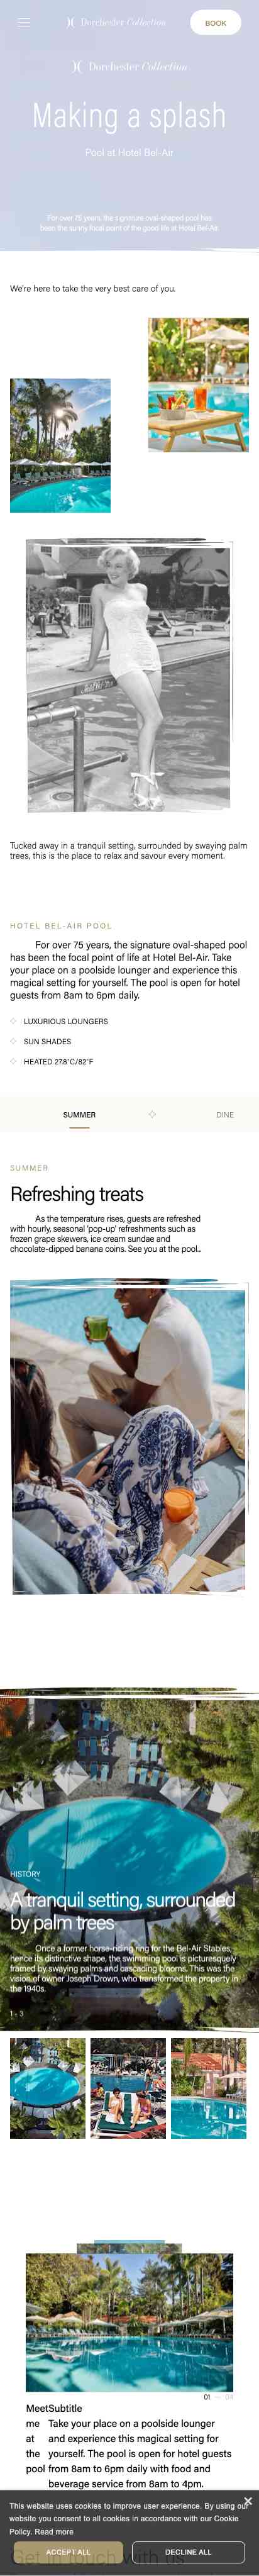 Dorchester Collection
BOOK
Dorchester Collection
Making a splash
Pool at Hotel Bel-Air
For over 75 years, the signature oval-shaped pool has
been the sunny focal point of the good life at Hotel Bel-Air.
We're here to take the very best care of you.
Tucked away in a tranquil setting, surrounded by swaying palm
trees, this is the place to relax and savour every moment.
HOTEL BEL-AIR POOL
For over 75 years, the signature oval-shaped pool
has been the focal point of life at Hotel Bel-Air. Take
your place on a poolside lounger and experience this
magical setting for yourself. The pool is open for hotel
guests from 8am to 6pm daily.
LUXURIOUS LOUNGERS
SUN SHADES
HEATED 27.8°C/82°F
SUMMER
DINE
SUMMER
Refreshing treats
As the temperature rises, guests are refreshed
with hourly, seasonal 'pop-up' refreshments such as
frozen grape skewers, ice cream sundae and
chocolate-dipped banana coins. See you at the pool...
HISTORY
A tranquil setting, surrounded
by palm trees
Once a former horse-riding ring for the Bel-Air Stables,
hence its distinctive shape, the swimming pool is picturesquely
framed by swaying palms and cascading blooms. This was the
vision of owner Joseph Drown, who transformed the property in
the 1940s.
1 - 3
01 — 04
MeetSubtitle
me Take your place on a poolside lounger
at and experience this magical setting for
the yourself. The pool is open for hotel guests
pool from 8am to 6pm daily with food and
beverage service from 8am to 4pm.
This website uses cookies to improve user experience. By using our
website you consent to all cookies in accordance with our Cookie
Policy. Read more
ACCEPT ALL
DECLINE ALL
Get in touch with us